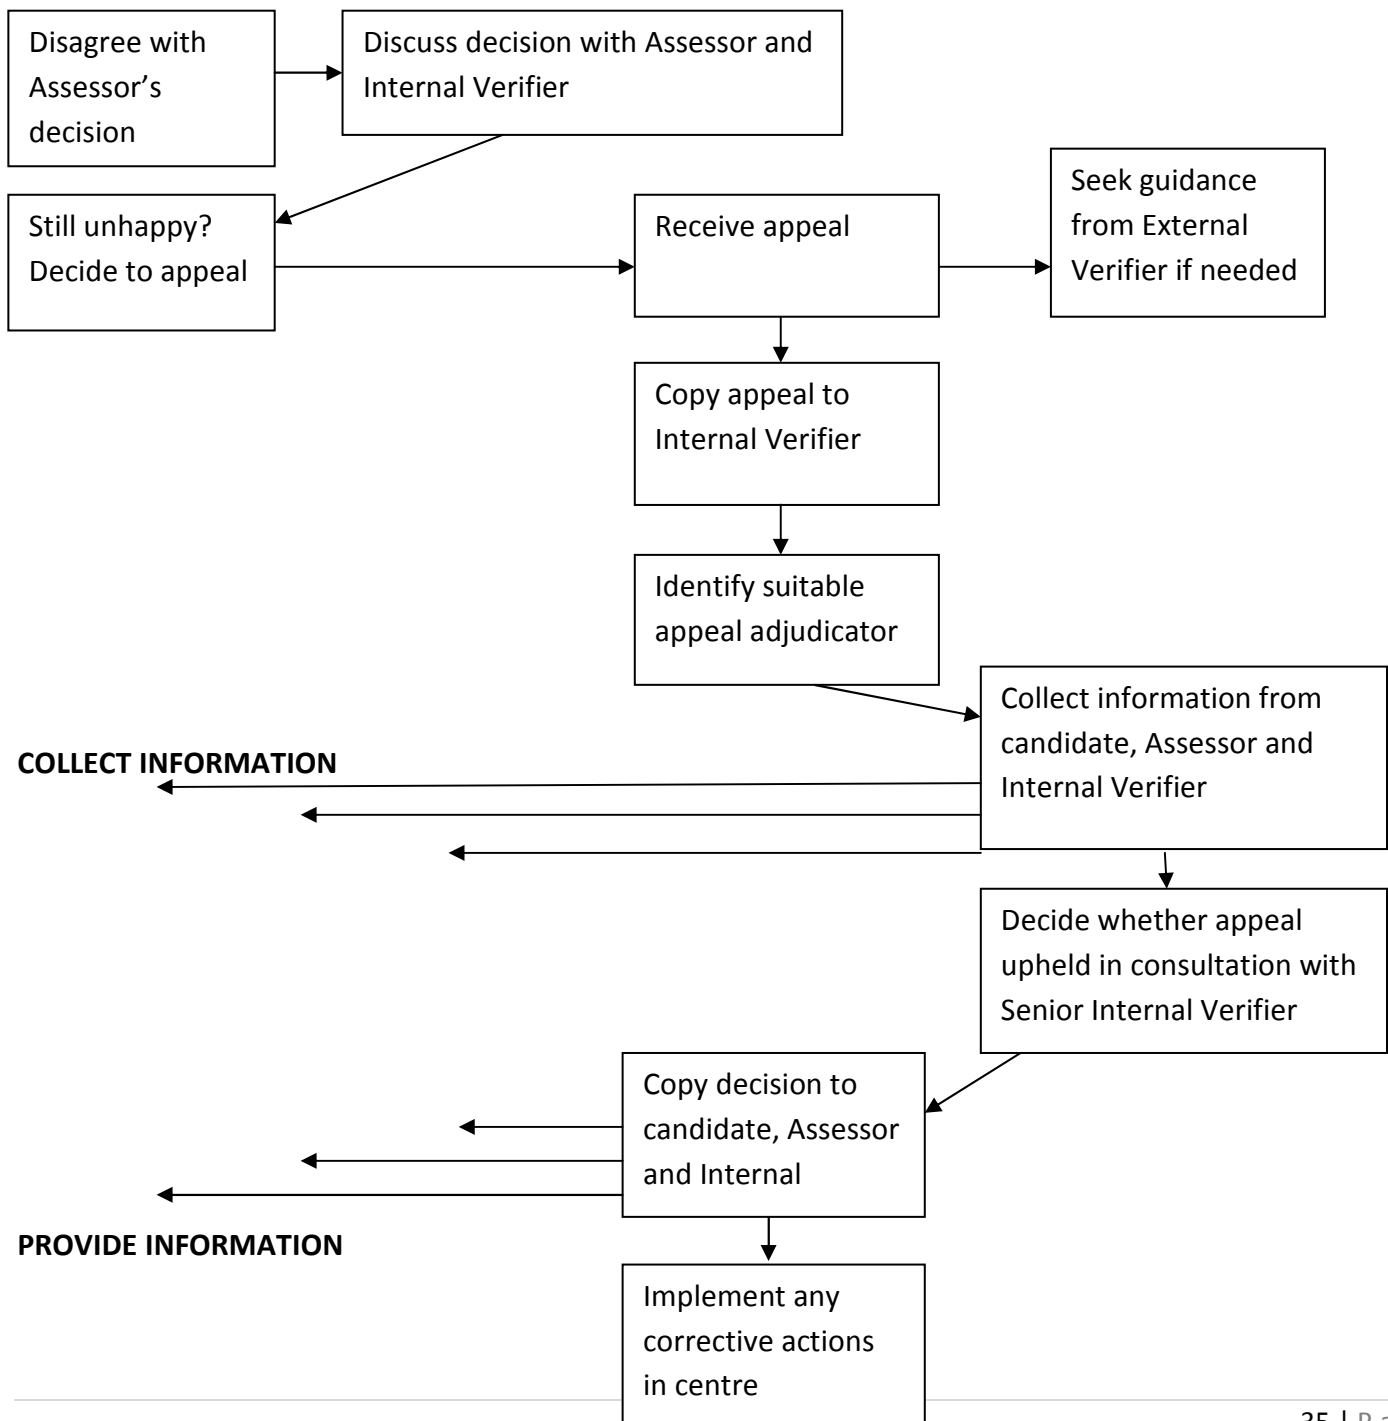 Disagree with
Assessor’s
decision
Discuss decision with Assessor and
Internal Verifier
Still unhappy?
Decide to appeal
Receive appeal
Seek guidance
from External
Verifier if needed
Copy appeal to
Internal Verifier
Identify suitable
appeal adjudicator
Collect information from
candidate, Assessor and
Internal Verifier
COLLECT INFORMATION
Decide whether appeal
upheld in consultation with
Senior Internal Verifier
Copy decision to
candidate, Assessor
and Internal
PROVIDE INFORMATION
Implement any
corrective actions
in centre